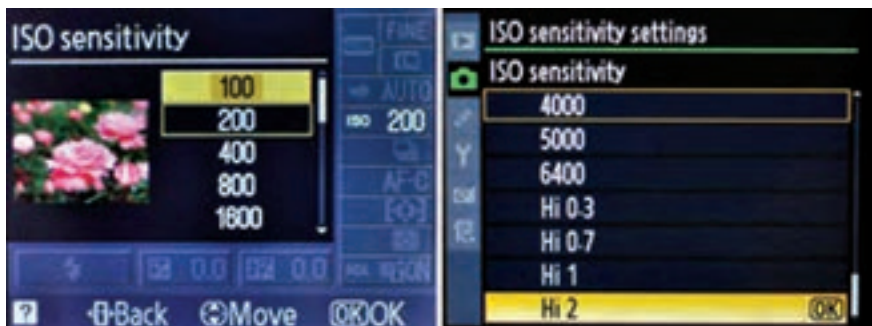 ISO sensitivity
100
200
400
800
1600
FINE
AUTO
ISO 200
AF-C
0.0
0.0
? Back Move OK OK
ISO sensitivity settings
ISO sensitivity
4000
5000
6400
Hi 0.3
Hi 0.7
Hi 1
Hi 2 OK